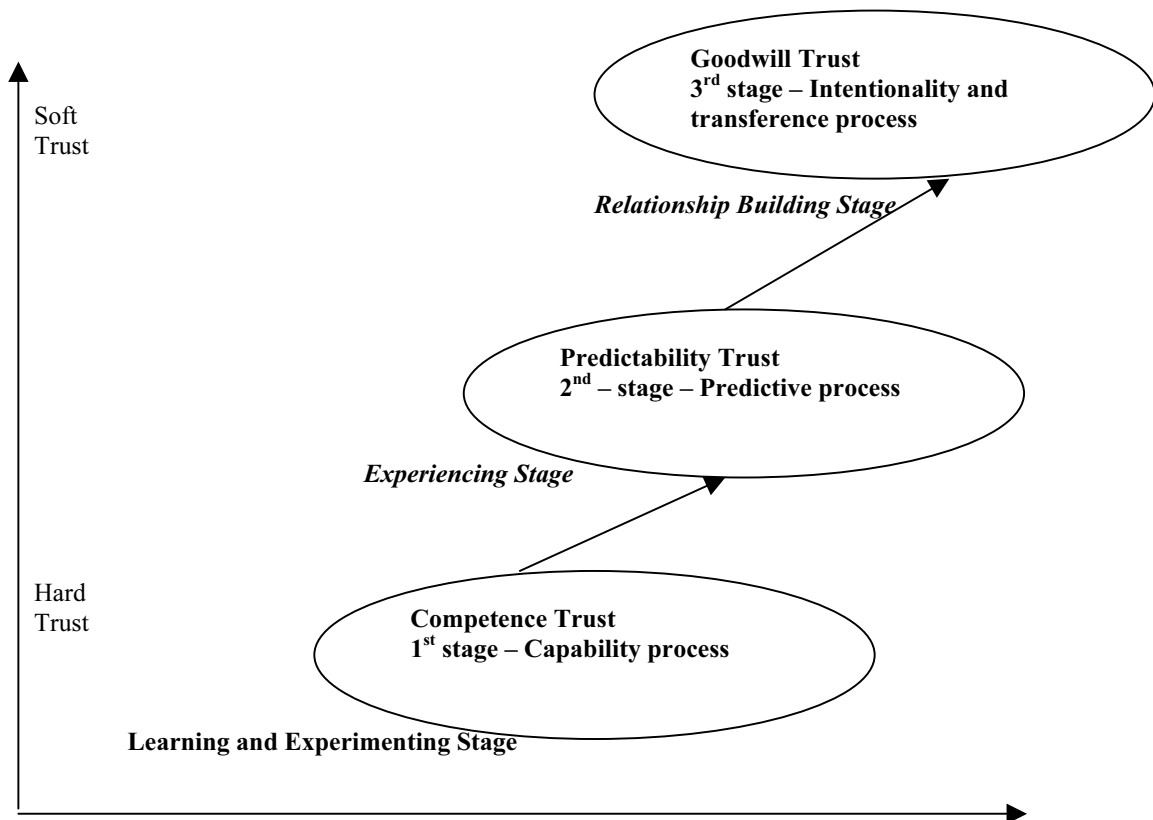 Goodwill Trust
3rd stage – Intentionality and
transference process
Soft
Trust
Relationship Building Stage
Predictability Trust
2nd – stage – Predictive process
Experiencing Stage
Hard
Trust
Competence Trust
1st stage – Capability process
Learning and Experimenting Stage